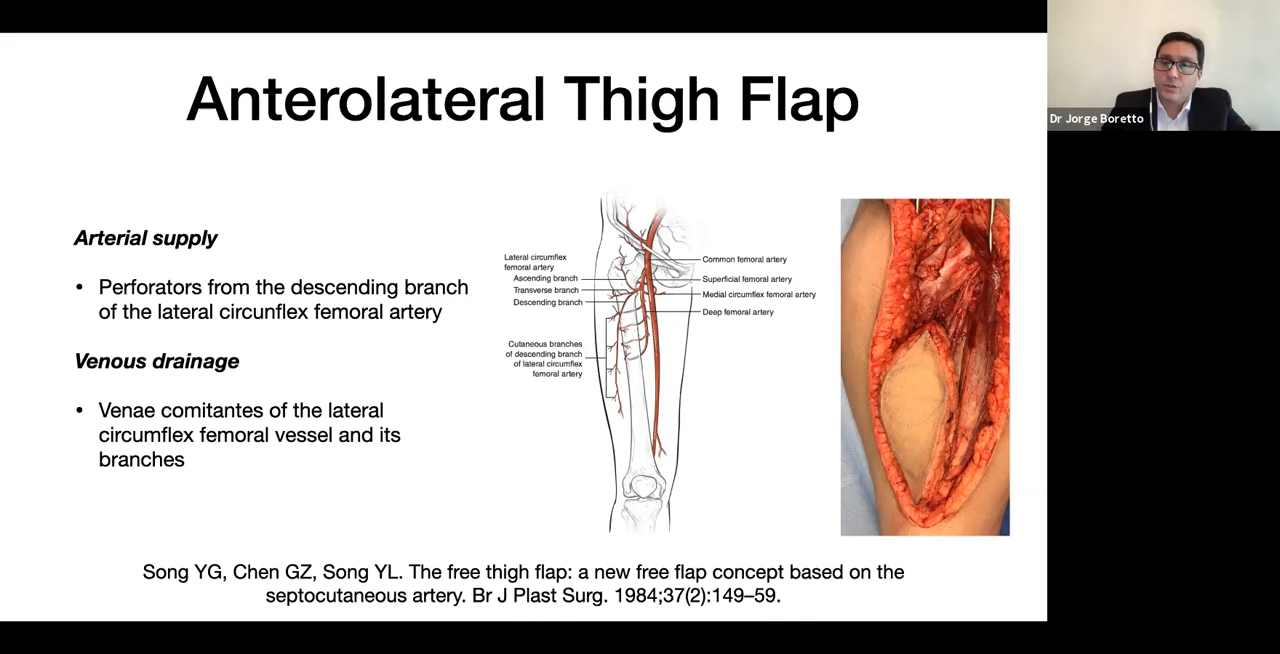 Anterolateral Thigh Flap
Dr Jorge Boretto
Arterial supply
• Perforators from the descending branch
of the lateral circunflex femoral artery
Venous drainage
• Venae comitantes of the lateral
circumflex femoral vessel and its
branches
Lateral circumflex
femoral artery
Ascending branch
Transverse branch
Descending branch
Cutaneous branches
of descending branch
of lateral circumflex
femoral artery
Common femoral artery
Superficial femoral artery
Medial circumflex femoral artery
Deep femoral artery
Song YG, Chen GZ, Song YL. The free thigh flap: a new free flap concept based on the
septocutaneous artery. Br J Plast Surg. 1984;37(2):149–59.